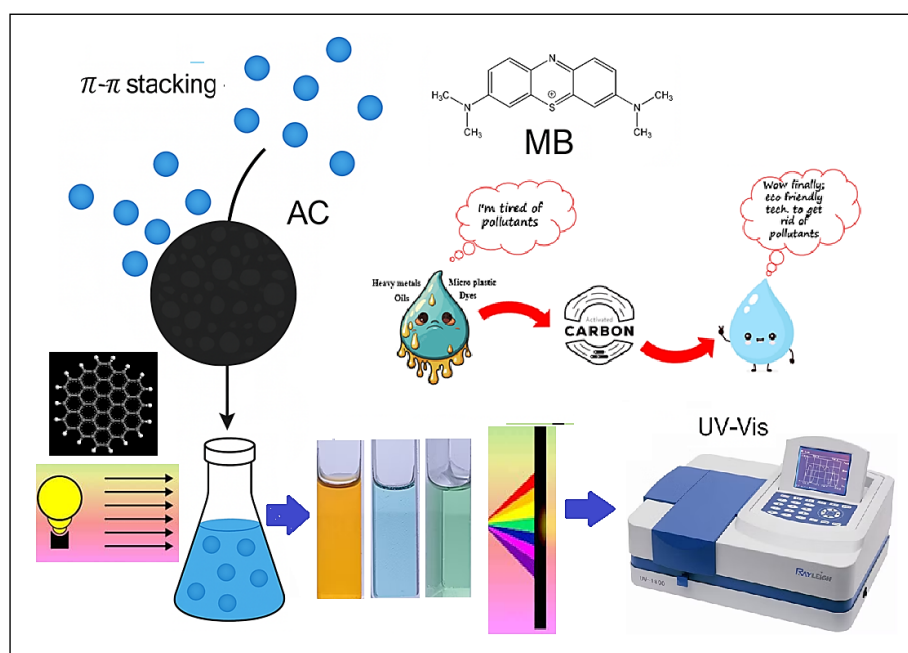 π-π stacking
N
H₃C
N
CH₃
S
⊕
CH₃
N
CH₃
MB
AC
I'm tired of
pollutants
Wow finally;
eco friendly
tech. to get
rid of
pollutants
Heavy metals
Oils
Micro plastic
Dyes
Activated
CARBON
UV-Vis
RAYLEIGH